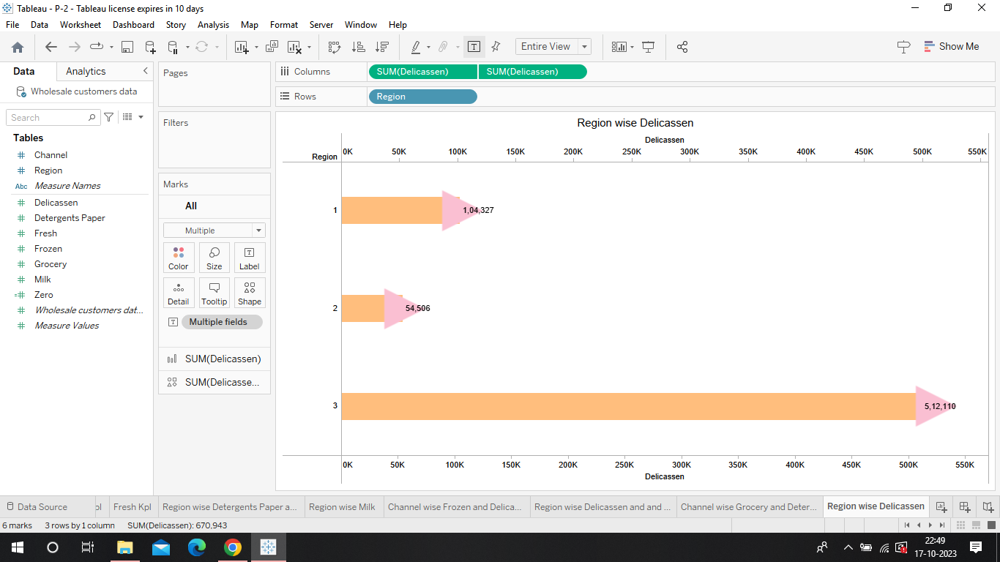 Tableau - P-2 - Tableau license expires in 10 days
File Data Worksheet Dashboard Story Analysis Map Format Server Window Help
Entire View
Show Me
Data Analytics
Wholesale customers data
Search
Tables
Channel
Region
Abc Measure Names
Delicassen
Detergents Paper
Fresh
Frozen
Grocery
Milk
Zero
Wholesale customers dat...
Measure Values
Pages
Filters
Marks
All
Multiple
Color Size Label
Detail Tooltip Shape
Multiple fields
SUM(Delicassen)
SUM(Delicasse...
Columns SUM(Delicassen) SUM(Delicassen)
Rows Region
Region wise Delicassen
Delicassen
Region 0K 50K 100K 150K 200K 250K 300K 350K 400K 450K 500K 550K
1 1,04,327
2 54,506
3 5,12,110
0K 50K 100K 150K 200K 250K 300K 350K 400K 450K 500K 550K
Delicassen
Data Source pl Fresh Kpl Region wise Detergents Paper a... Region wise Milk Channel wise Frozen and Delica... Region wise Delicassen and and ... Channel wise Grocery and Deter... Region wise Delicassen
6 marks 3 rows by 1 column SUM(Delicassen): 670,943
22:49
17-10-2023